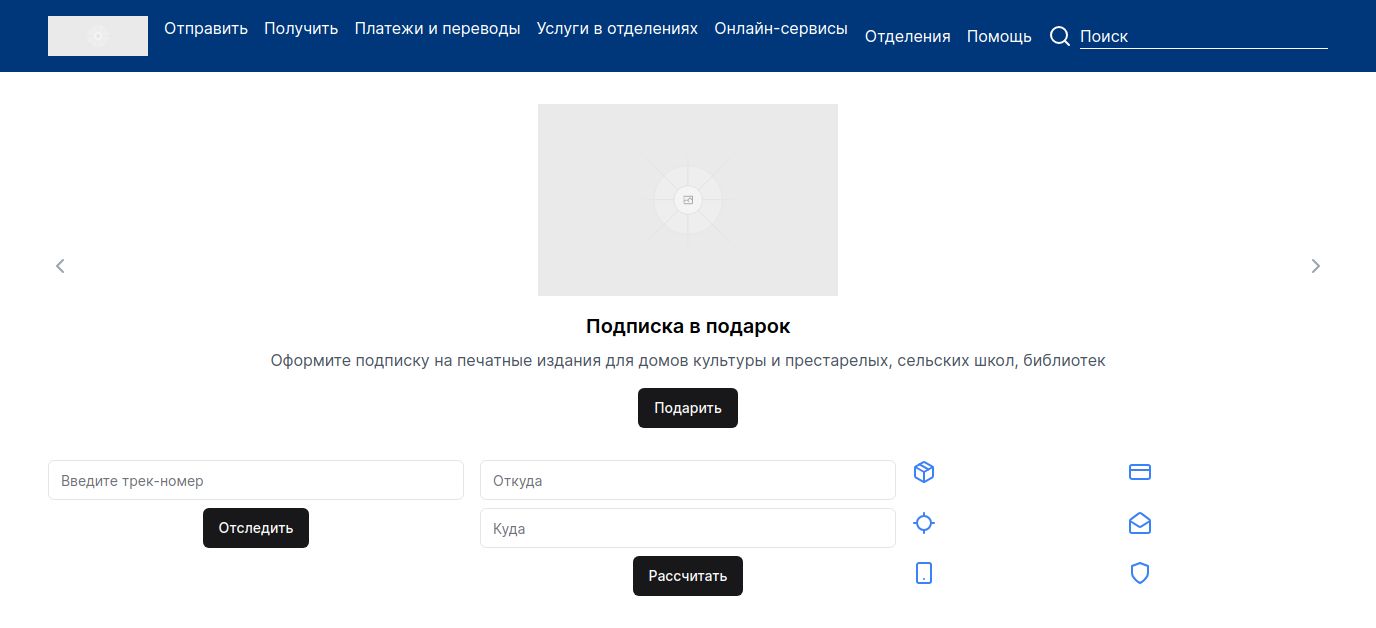 Отправить Получить Платежи и переводы Услуги в отделениях Онлайн-сервисы Отделения Помощь Поиск
Подписка в подарок
Оформите подписку на печатные издания для домов культуры и престарелых, сельских школ, библиотек
Подарить
Введите трек-номер
Отследить
Откуда
Куда
Рассчитать